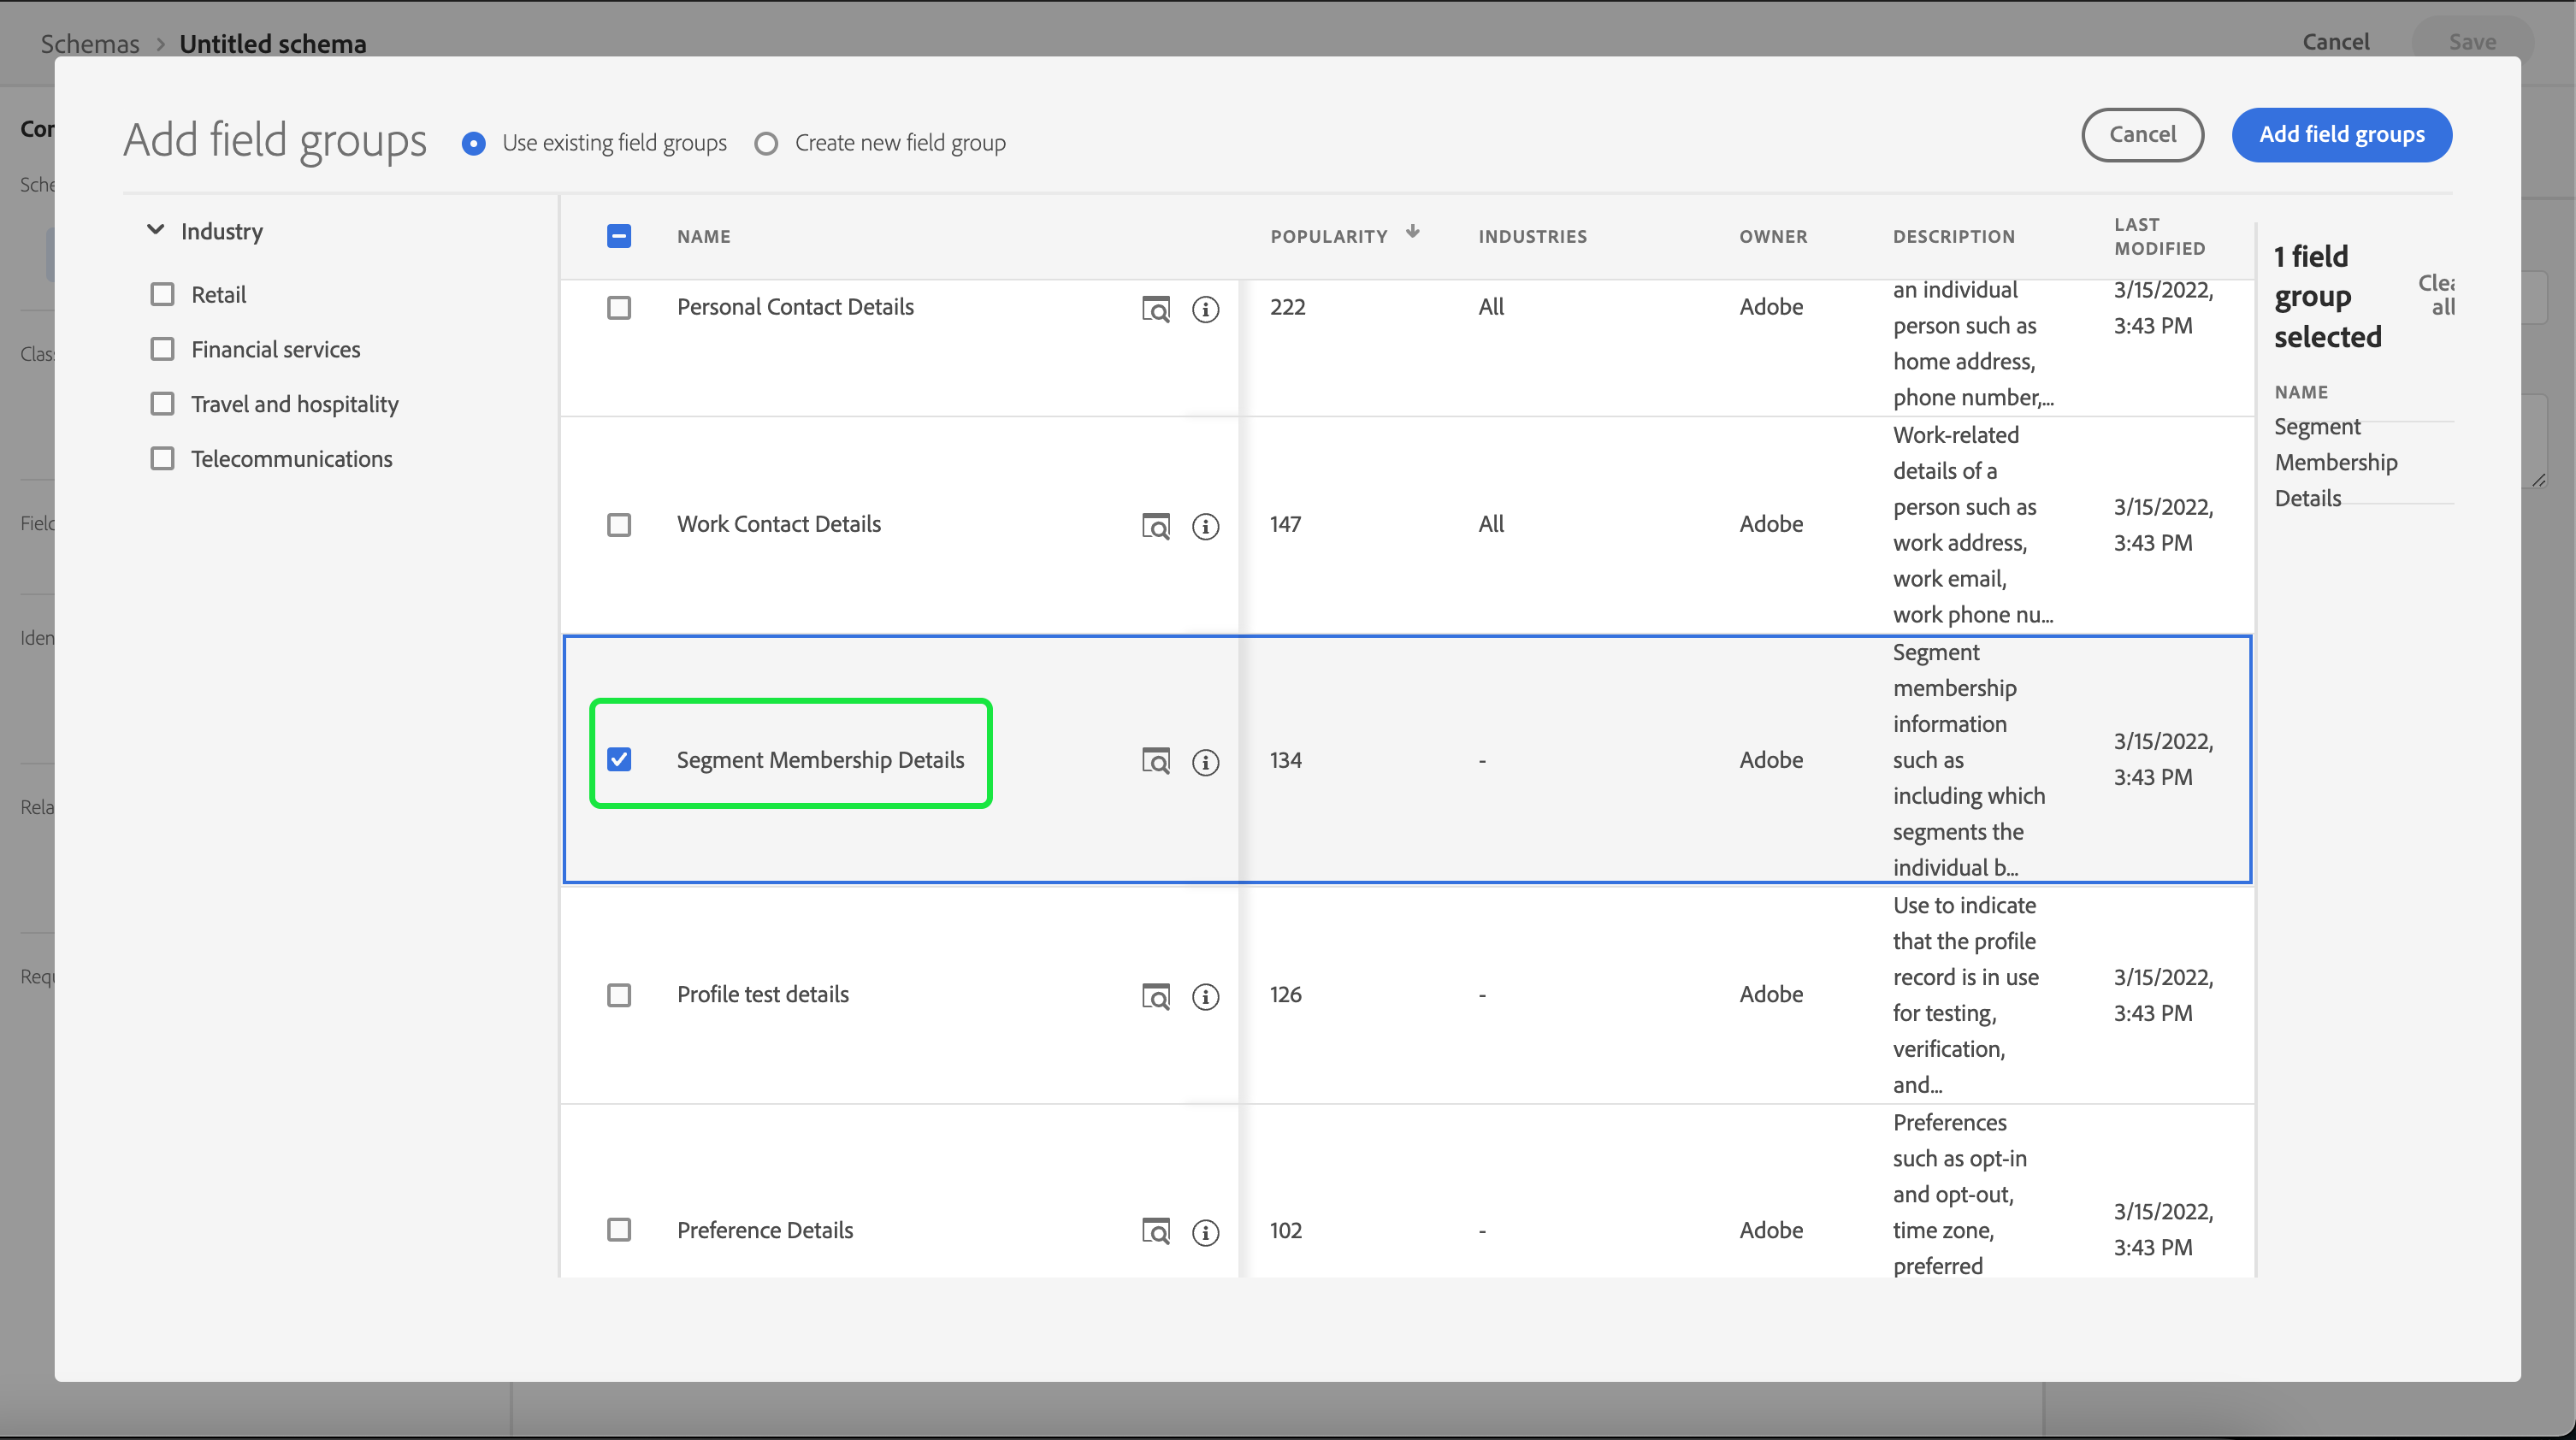 Schemas > Untitled schema
Cancel
Save
Add field groups
Use existing field groups
Create new field group
Cancel
Add field groups
Industry
Retail
Financial services
Travel and hospitality
Telecommunications
NAME
POPULARITY
INDUSTRIES
OWNER
DESCRIPTION
LAST
MODIFIED
Personal Contact Details
222
All
Adobe
an individual
person such as
home address,
phone number,...
3/15/2022,
3:43 PM
Work Contact Details
147
All
Adobe
Work-related
details of a
person such as
work address,
work email,
work phone nu...
3/15/2022,
3:43 PM
Segment Membership Details
134
-
Adobe
Segment
membership
information
such as
including which
segments the
individual b...
3/15/2022,
3:43 PM
Profile test details
126
-
Adobe
Use to indicate
that the profile
record is in use
for testing,
verification,
and...
3/15/2022,
3:43 PM
Preference Details
102
-
Adobe
Preferences
such as opt-in
and opt-out,
time zone,
preferred
3/15/2022,
3:43 PM
1 field
group
selected
all
NAME
Segment
Membership
Details